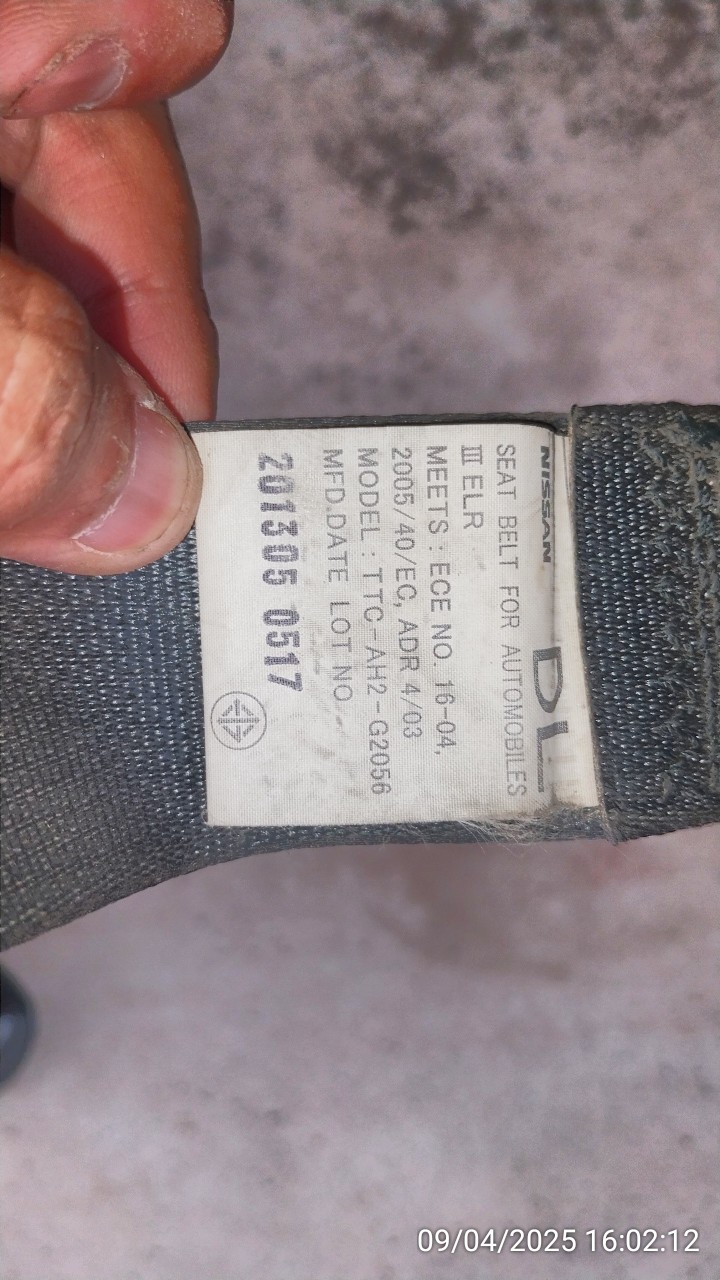 NISSAN DL
SEAT BELT FOR AUTOMOBILES
III ELR
MEETS : ECE NO. 16-04,
2005/40/EC, ADR 4/03
MODEL : TTC-AH2-G2056
MFD.DATE LOT NO
201305 0517
09/04/2025 16:02:12